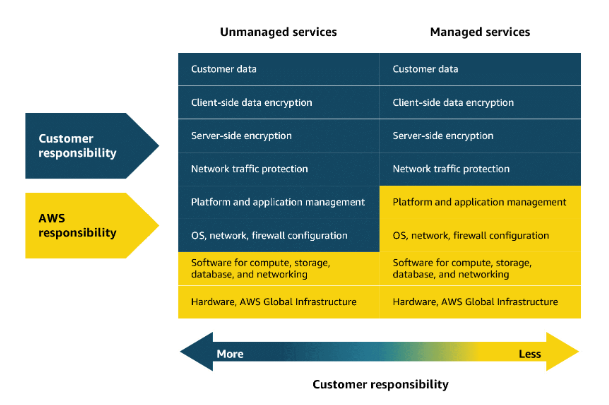 Unmanaged services
Managed services
Customer data
Customer data
Client-side data encryption
Client-side data encryption
Customer
responsibility
Server-side encryption
Server-side encryption
Network traffic protection
Network traffic protection
AWS
responsibility
Platform and application management
Platform and application management
OS, network, firewall configuration
OS, network, firewall configuration
Software for compute, storage,
database, and networking
Software for compute, storage,
database, and networking
Hardware, AWS Global Infrastructure
Hardware, AWS Global Infrastructure
More
Less
Customer responsibility